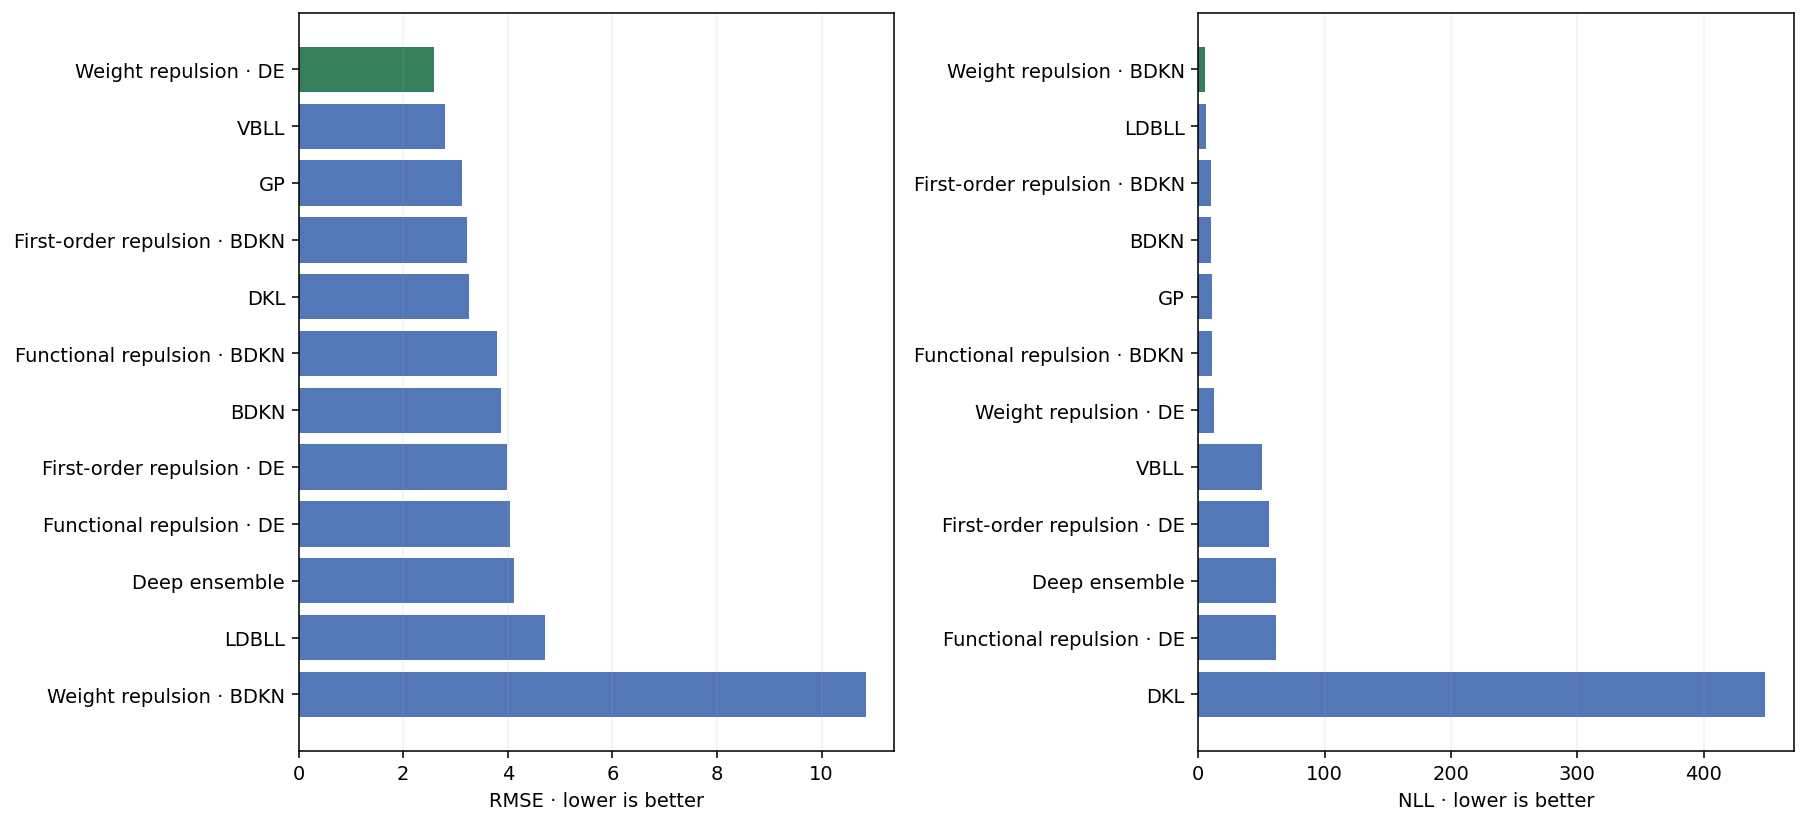 Weight repulsion · DE
VBLL
GP
First-order repulsion · BDKN
DKL
Functional repulsion · BDKN
BDKN
First-order repulsion · DE
Functional repulsion · DE
Deep ensemble
LDBLL
Weight repulsion · BDKN
0 2 4 6 8 10
RMSE · lower is better
Weight repulsion · BDKN
LDBLL
First-order repulsion · BDKN
BDKN
GP
Functional repulsion · BDKN
Weight repulsion · DE
VBLL
First-order repulsion · DE
Deep ensemble
Functional repulsion · DE
DKL
0 100 200 300 400
NLL · lower is better